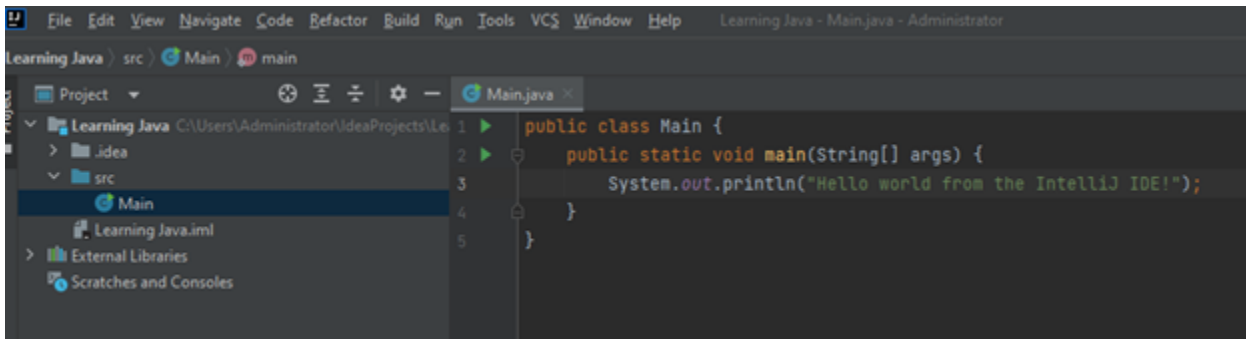 IJ File Edit View Navigate Code Refactor Build Run Tools VCS Window Help Learning Java - Main.java - Administrator
Learning Java src Main m main
Project
Project
Main.java
Learning Java C:\Users\Administrator\IdeaProjects\Le
.idea
src
Main
Learning Java.iml
External Libraries
Scratches and Consoles
1 public class Main {
2 public static void main(String[] args) {
3 System.out.println("Hello world from the IntelliJ IDE!");
4 }
5 }